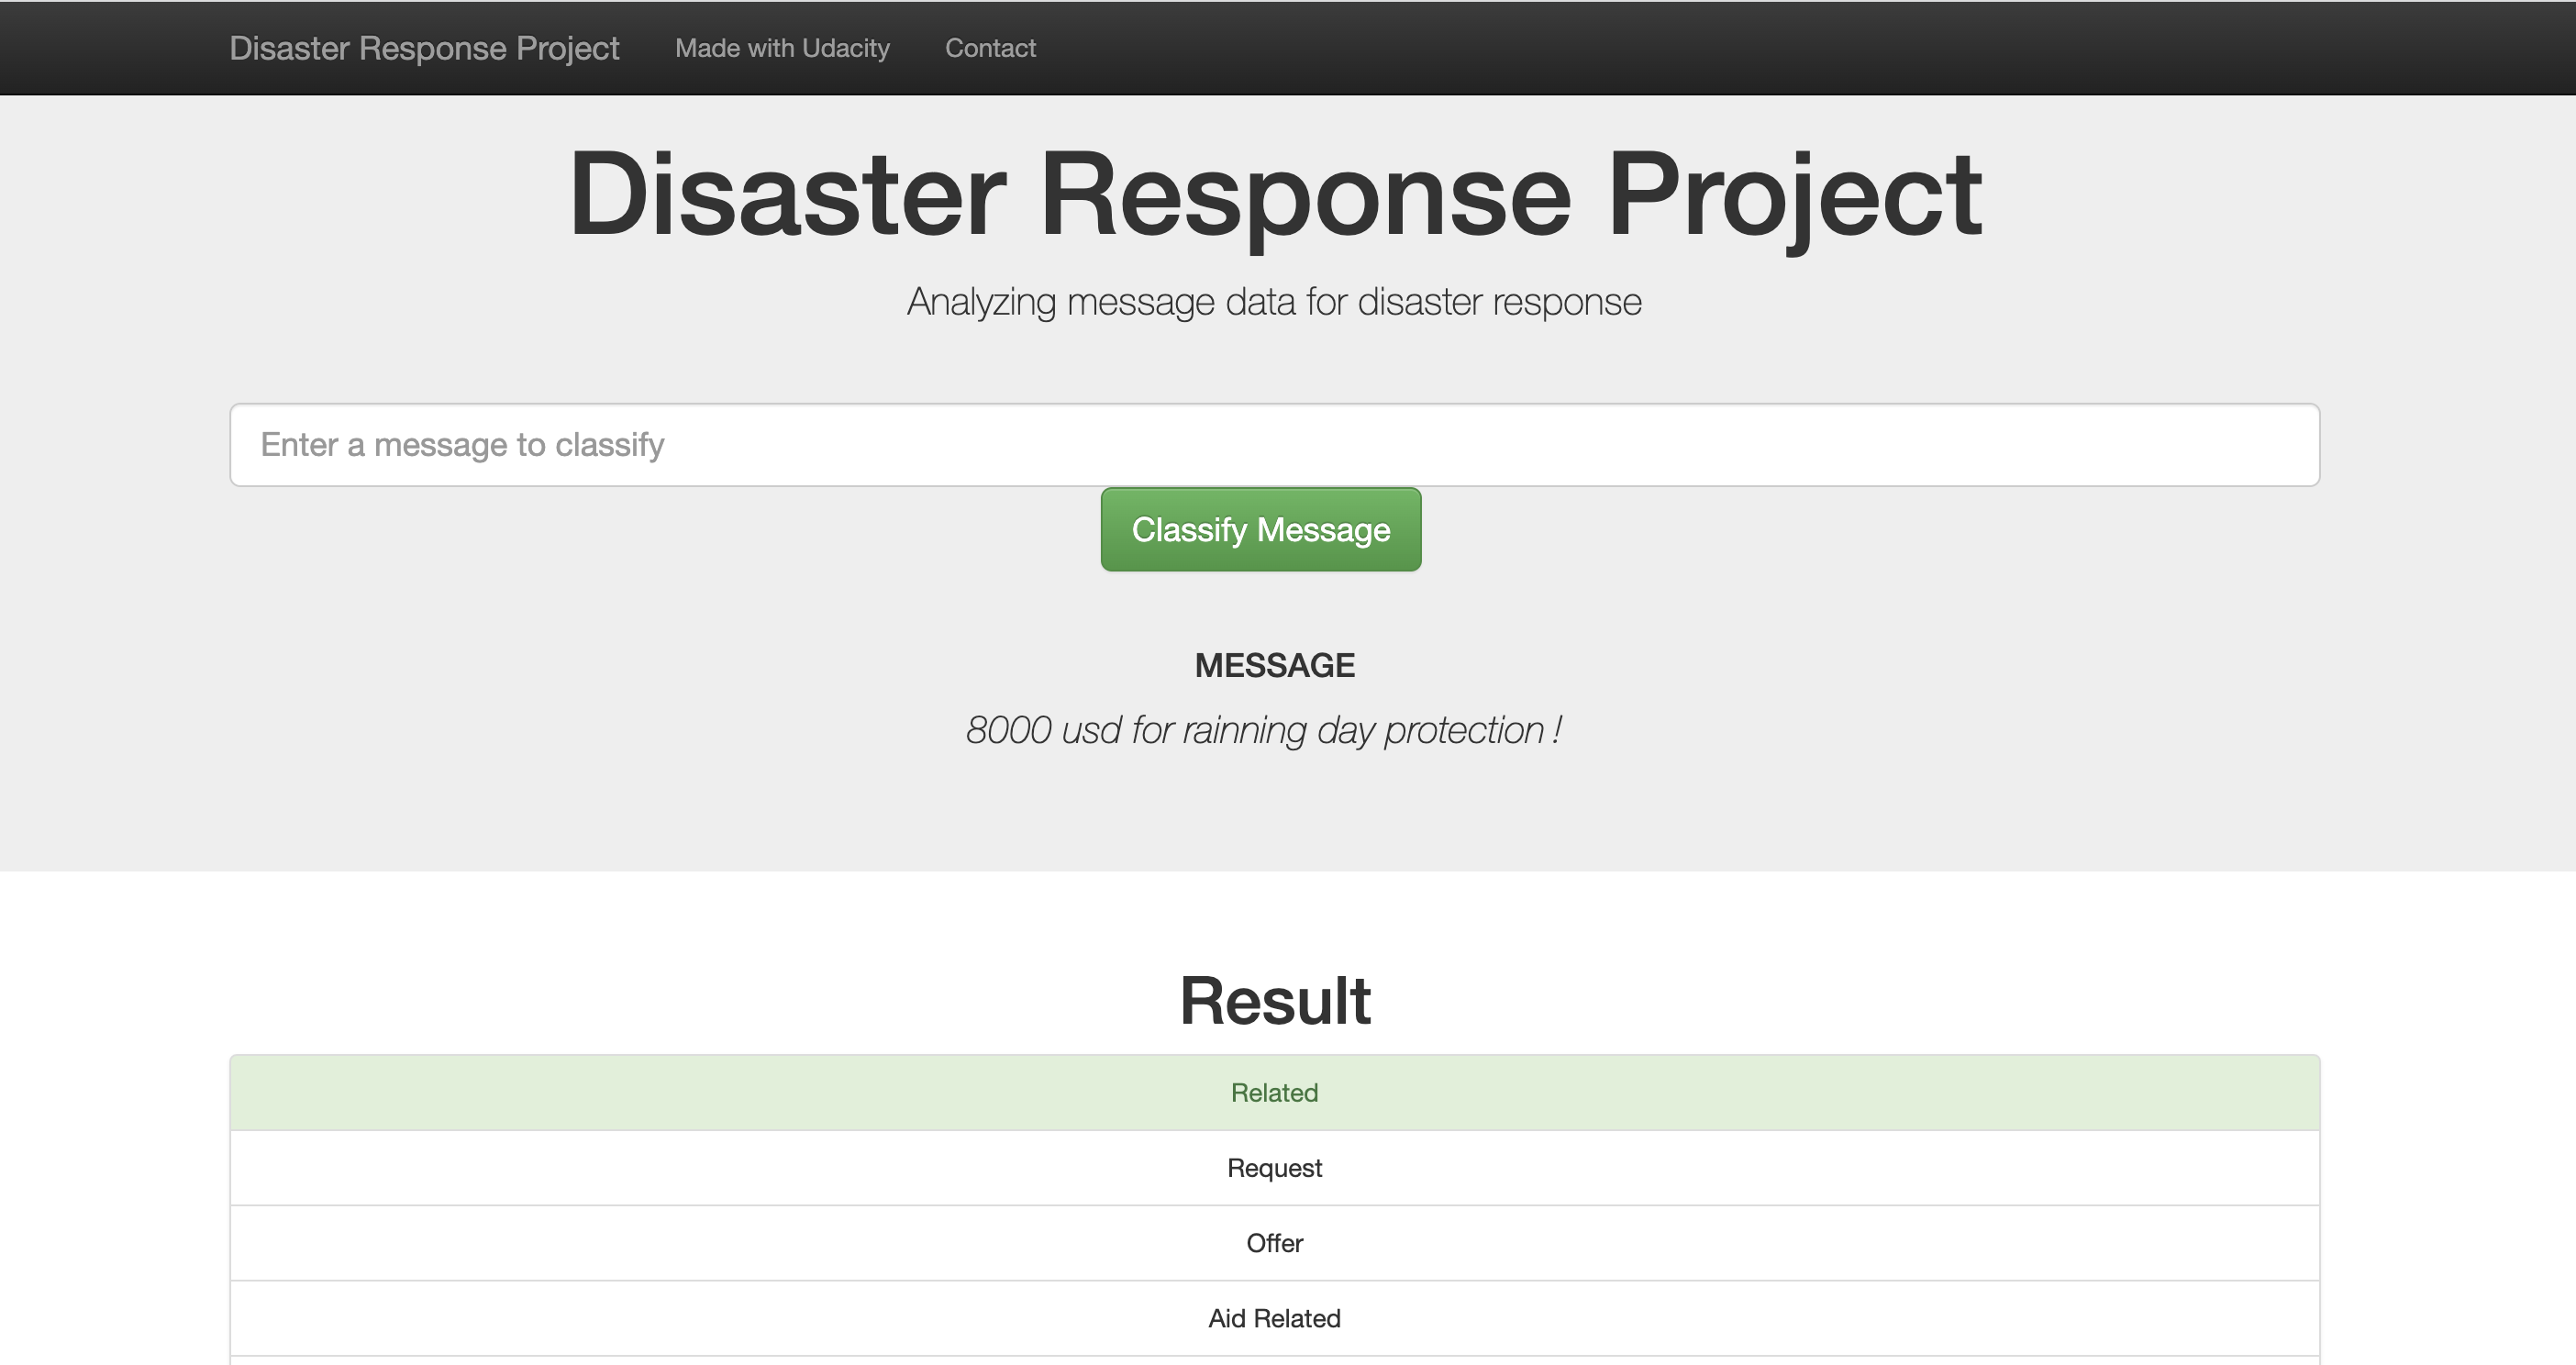 Disaster Response Project Made with Udacity Contact
Disaster Response Project
Analyzing message data for disaster response
Enter a message to classify
Classify Message
MESSAGE
8000 usd for rainning day protection !
Result
Related
Request
Offer
Aid Related